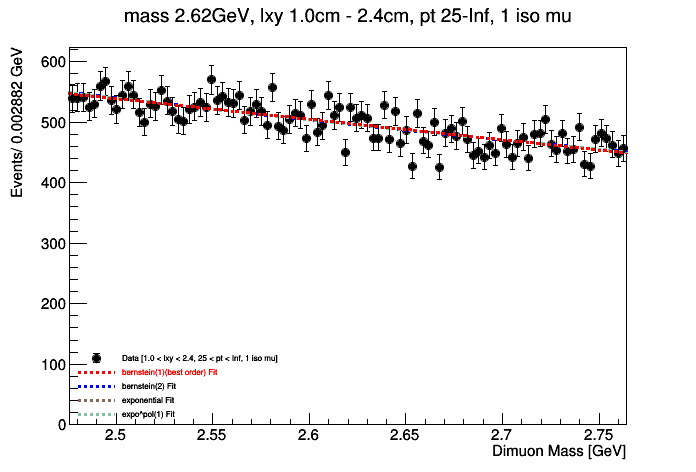 mass 2.62GeV, lxy 1.0cm - 2.4cm, pt 25-Inf, 1 iso mu
Events/ 0.002882 GeV
600
500
400
300
200
100
0
Data [1.0 < lxy < 2.4, 25 < pt < Inf, 1 iso mu]
bernstein(1)(best order) Fit
bernstein(2) Fit
exponential Fit
expo*pol(1) Fit
2.5 2.55 2.6 2.65 2.7 2.75
Dimuon Mass [GeV]